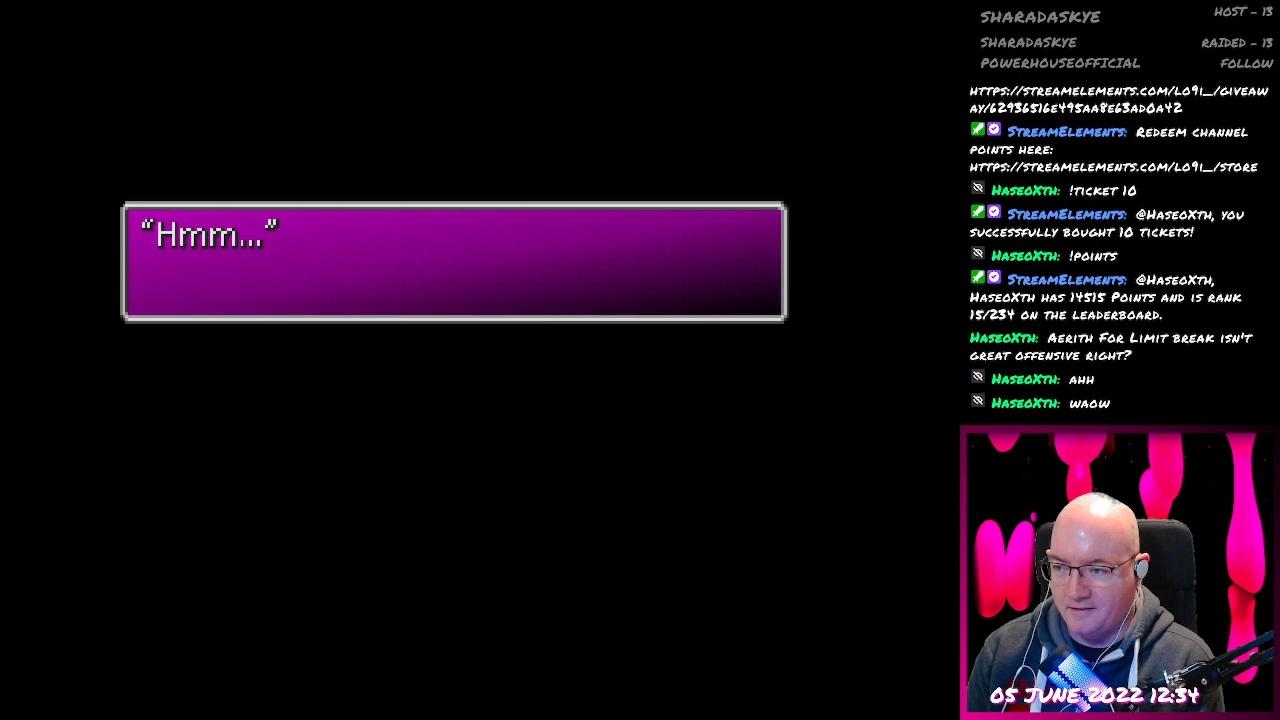 “Hmm...”
SHARADASKYE HOST - 13
SHARADASKYE RAIDED - 13
POWERHOUSEOFFICIAL FOLLOW
HTTPS://STREAMELEMENTS.COM/LO91_/GIVEAW
AY/62936516E495AA8E63AD0A42
STREAMELEMENTS: REDEEM CHANNEL
POINTS HERE:
HTTPS://STREAMELEMENTS.COM/LO91_/STORE
HASEOXTH: !TICKET 10
STREAMELEMENTS: @HASEOXTH, YOU
SUCCESSFULLY BOUGHT 10 TICKETS!
HASEOXTH: !POINTS
STREAMELEMENTS: @HASEOXTH,
HASEOXTH HAS 14515 POINTS AND IS RANK
15/234 ON THE LEADERBOARD.
HASEOXTH: AERITH FOR LIMIT BREAK ISN'T
GREAT OFFENSIVE RIGHT?
HASEOXTH: AHH
HASEOXTH: WAOW
05 JUNE 2022 12:34